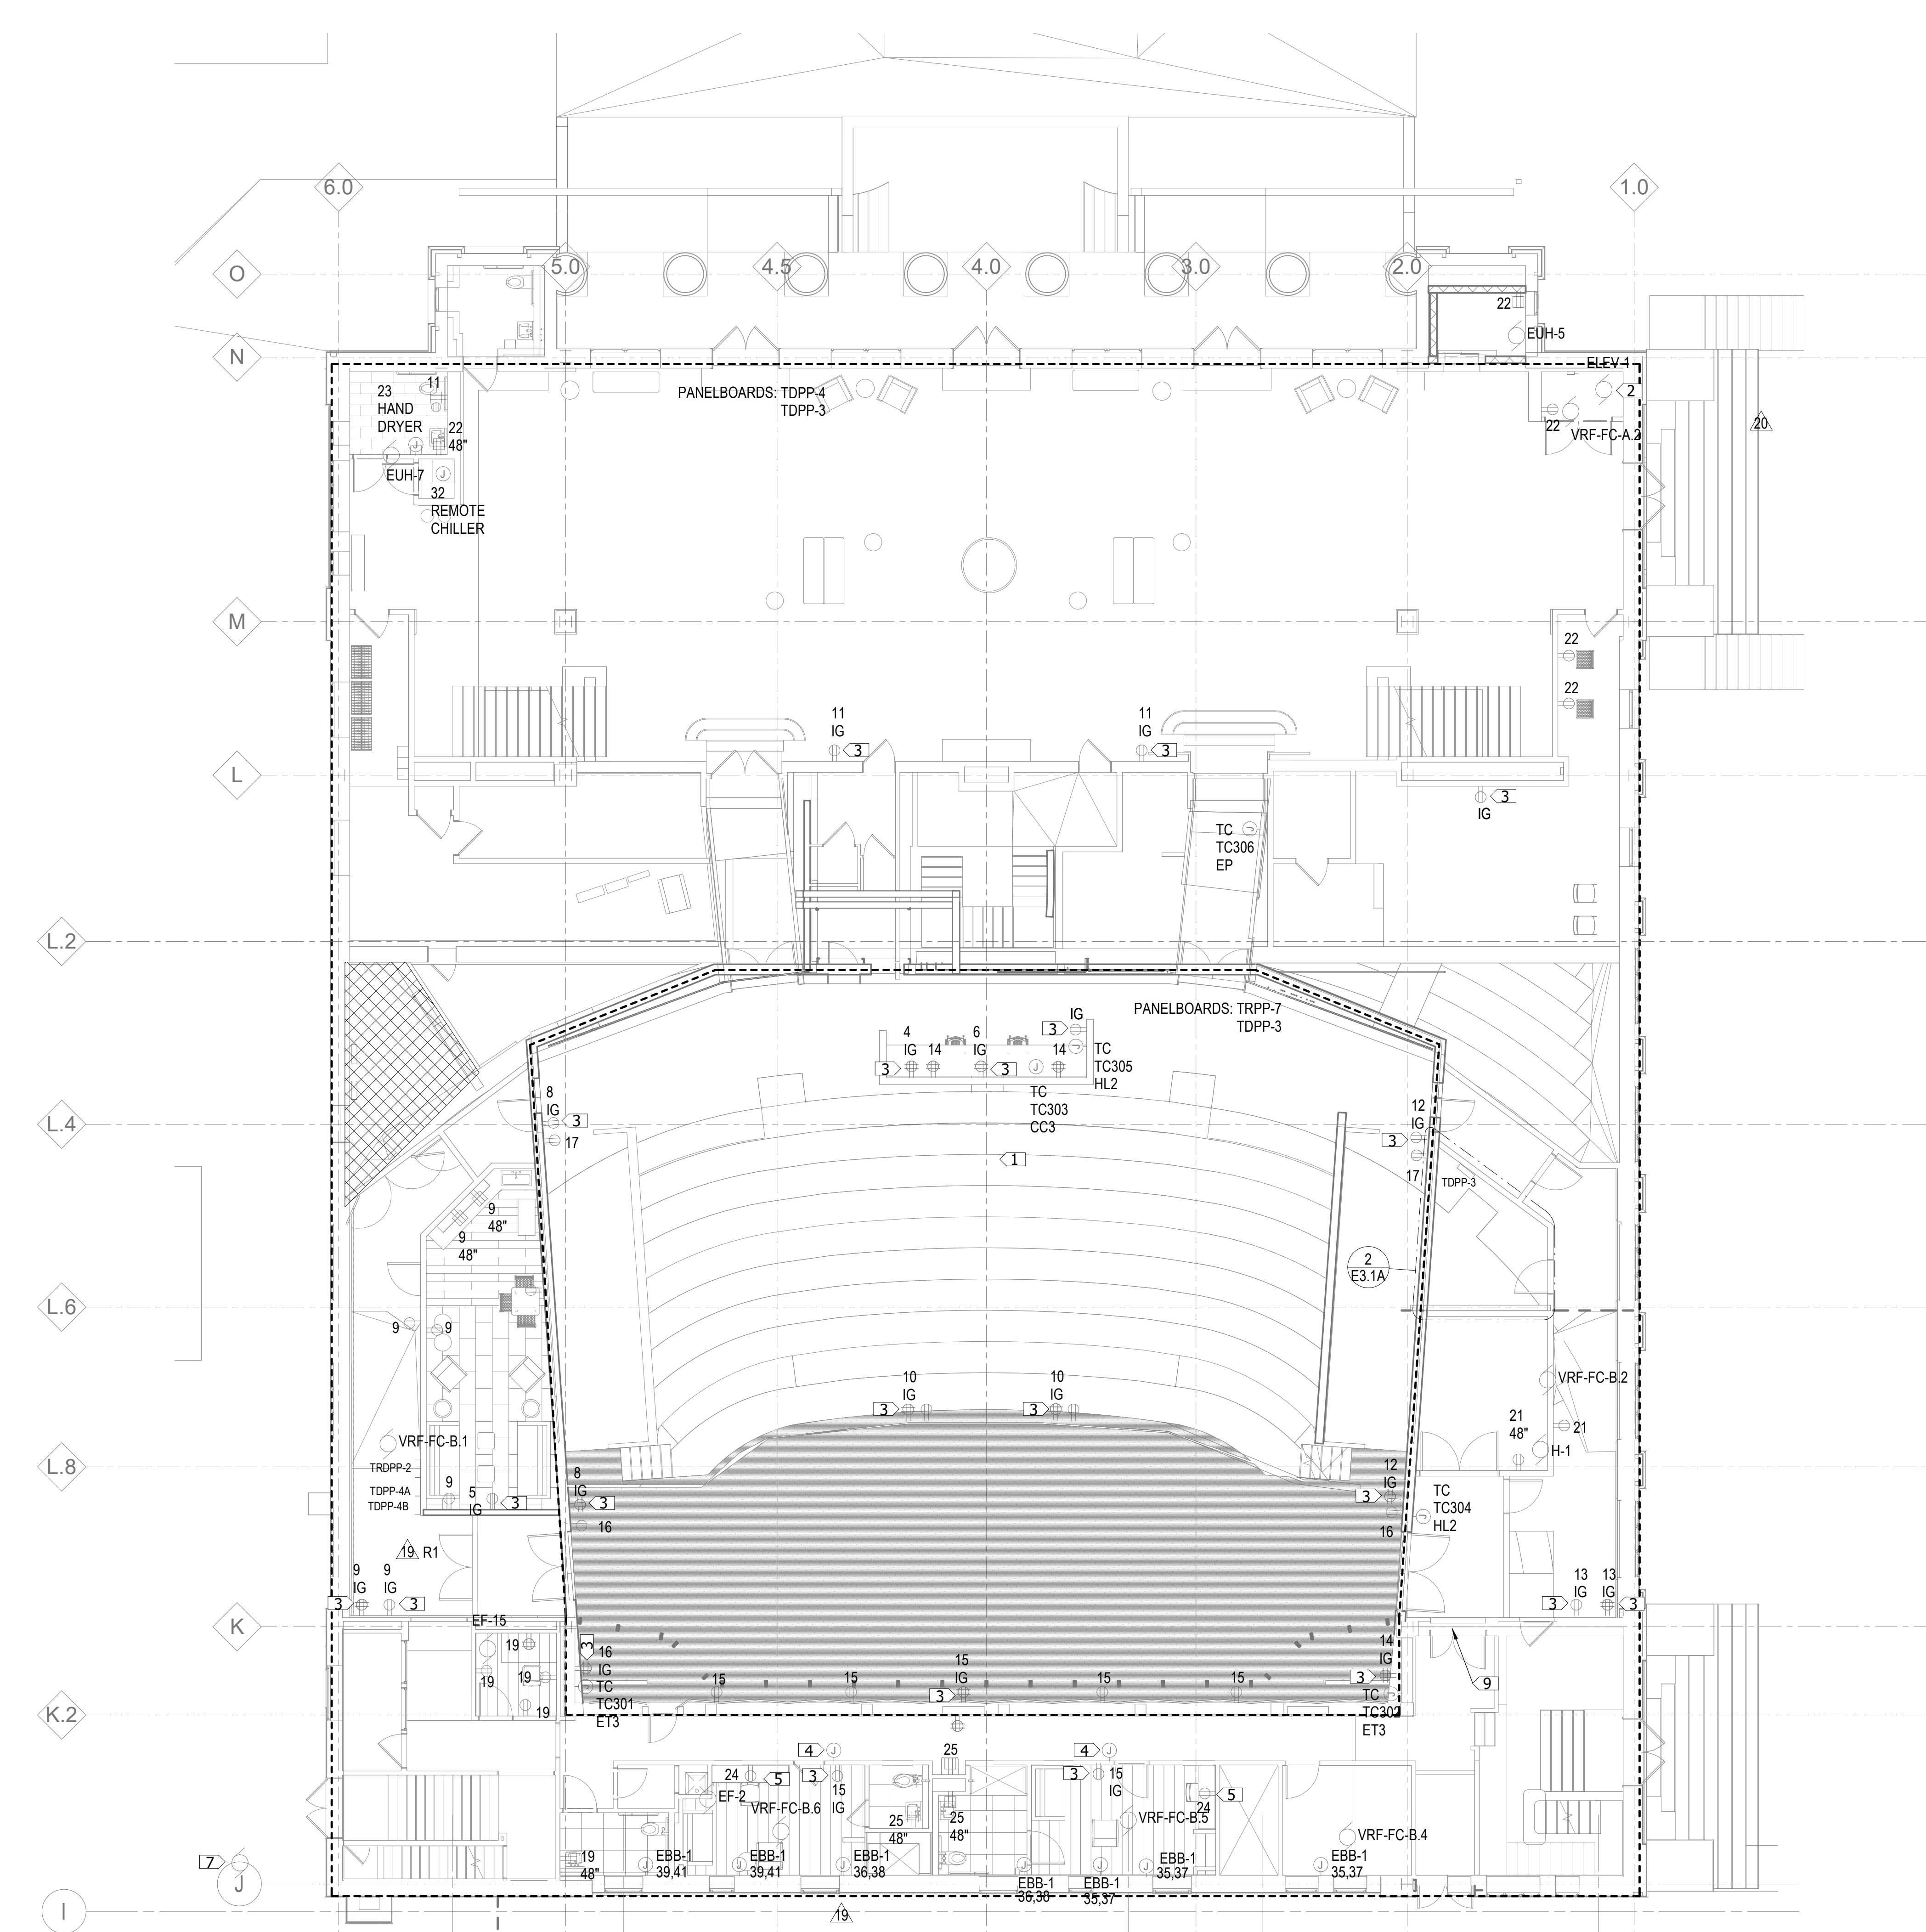 6.0
1.0
O
5.0
4.5
4.0
3.0
2.0
22
EUH-5
N
ELEV-1
PANELBOARDS: TDPP-4
TDPP-3
11
23
HAND
DRYER
22
48"
EUH-7
32
REMOTE
CHILLER
2
22
VRF-FC-A.2
20
M
22
22
11
IG
3
11
IG
3
L
3
IG
TC
TC306
EP
L.2
PANELBOARDS: TRPP-7
TDPP-3
4
IG
14
6
IG
3
3
IG
3
14
TC
TC305
HL2
TC
TC303
CC3
8
IG
3
17
L.4
12
IG
3
17
1
TDPP-3
9
48"
9
48"
2
E3.1A
L.6
9
9
10
IG
3
10
IG
3
VRF-FC-B.2
21
48"
21
H-1
VRF-FC-B.1
L.8
TRDPP-2
TDPP-4A
TDPP-4B
9
5
IG
3
8
IG
3
16
12
IG
3
16
TC
TC304
HL2
19
R1
9
IG
3
9
IG
3
13
IG
3
13
IG
3
K
EF-15
19
19
19
19
3
16
IG
TC
TC301
ET3
15
15
15
IG
3
15
15
14
IG
3
TC
TC302
ET3
9
K.2
4
3
15
IG
24
5
EF-2
VRF-FC-B.6
25
25
48"
25
48"
4
3
15
IG
24
5
VRF-FC-B.5
VRF-FC-B.4
19
48"
EBB-1
39,41
EBB-1
39,41
EBB-1
36,38
EBB-1
36,38
EBB-1
35,37
EBB-1
35,37
EBB-1
35,37
7
J
I
19